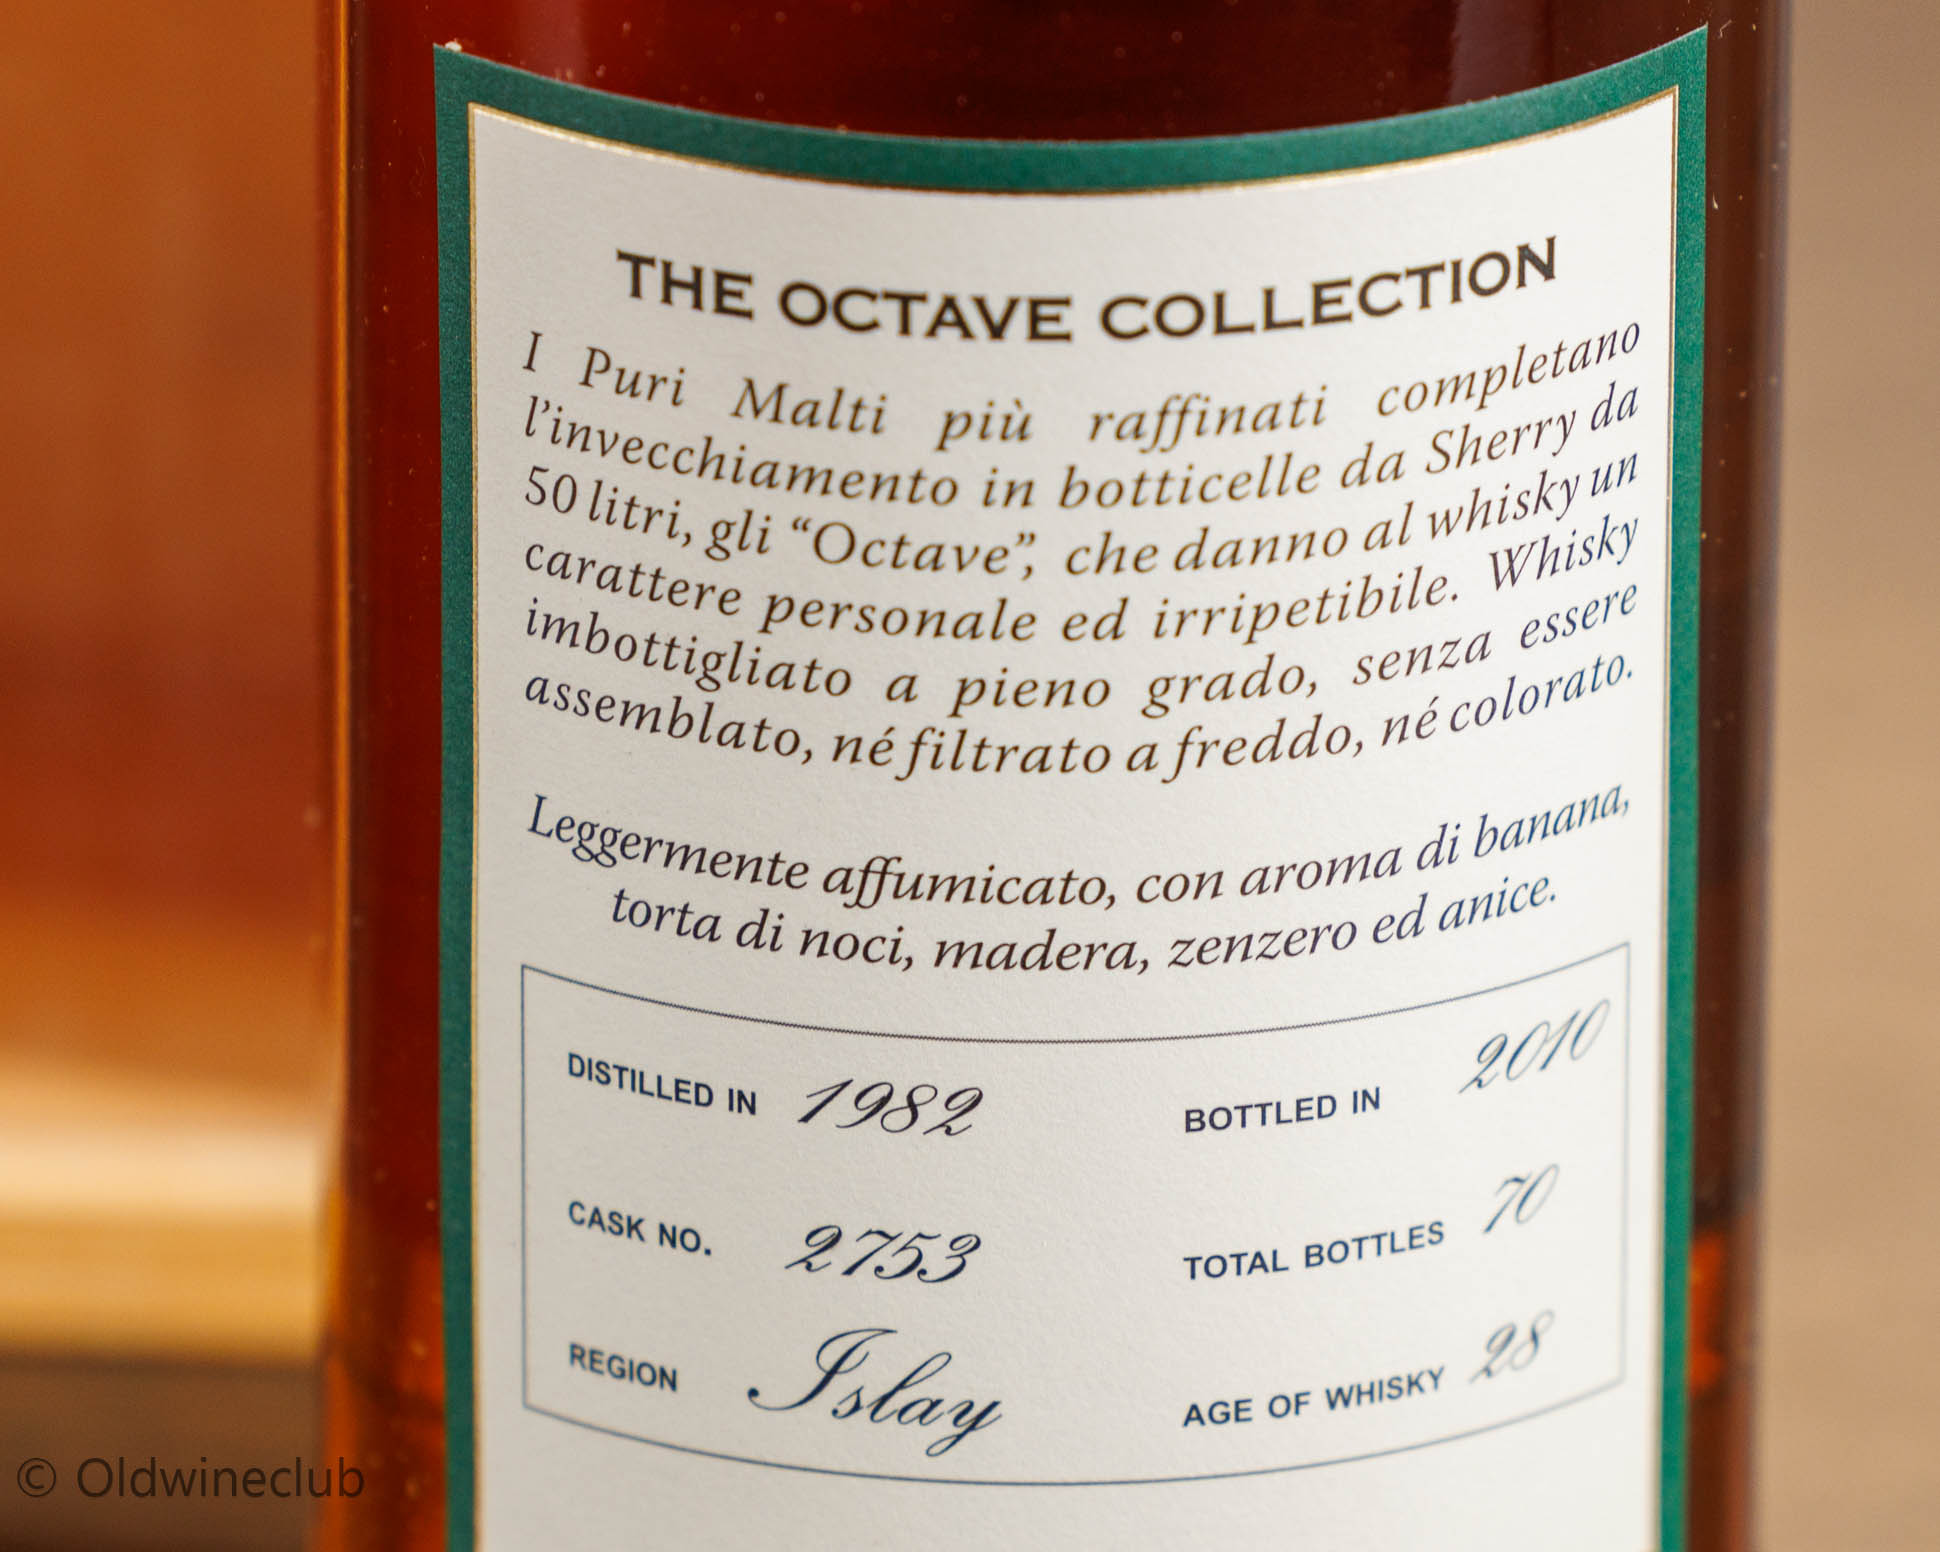 THE OCTAVE COLLECTION
I Puri Malti più raffinati completano
l'invecchiamento in botticelle da Sherry da
50 litri, gli “Octave”, che danno al whisky un
carattere personale ed irripetibile. Whisky
imbottigliato a pieno grado, senza essere
assemblato, né filtrato a freddo, né colorato.
Leggermente affumicato, con aroma di banana,
torta di noci, madera, zenzero ed anice.
DISTILLED IN 1982 BOTTLED IN 2010
CASK NO. 2753 TOTAL BOTTLES 70
REGION Islay AGE OF WHISKY 28
© Oldwineclub